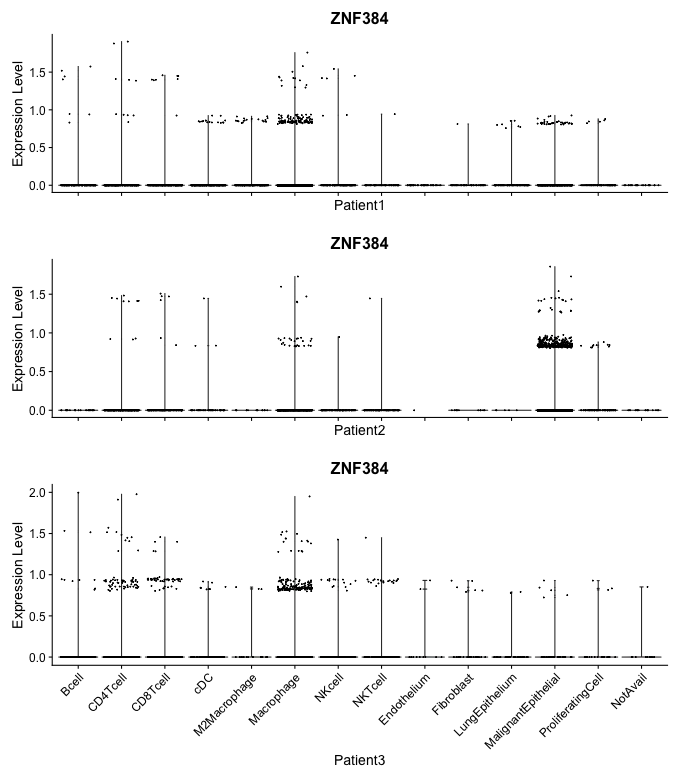 ZNF384
Expression Level
1.5
1.0
0.5
0.0
Patient1
ZNF384
Expression Level
1.5
1.0
0.5
0.0
Patient2
ZNF384
Expression Level
2.0
1.5
1.0
0.5
0.0
Bcell
CD4Tcell
CD8Tcell
cDC
M2Macrophage
Macrophage
NKcell
NKTcell
Endothelium
Fibroblast
LungEpithelium
MalignantEpithelial
ProliferatingCell
NotAvail
Patient3